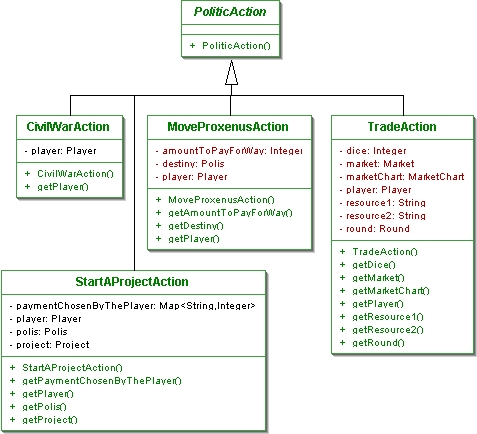 PoliticAction
+ PoliticAction()
CivilWarAction
- player: Player
+ CivilWarAction()
+ getPlayer()
MoveProxenusAction
- amountToPayForWay: Integer
- destiny: Polis
- player: Player
+ MoveProxenusAction()
+ getAmountToPayForWay()
+ getDestiny()
+ getPlayer()
TradeAction
- dice: Integer
- market: Market
- marketChart: MarketChart
- player: Player
- resource1: String
- resource2: String
- round: Round
+ TradeAction()
+ getDice()
+ getMarket()
+ getMarketChart()
+ getPlayer()
+ getResource1()
+ getResource2()
+ getRound()
StartAProjectAction
- paymentChosenByThePlayer: Map<String,Integer>
- player: Player
- polis: Polis
- project: Project
+ StartAProjectAction()
+ getPaymentChosenByThePlayer()
+ getPlayer()
+ getPolis()
+ getProject()